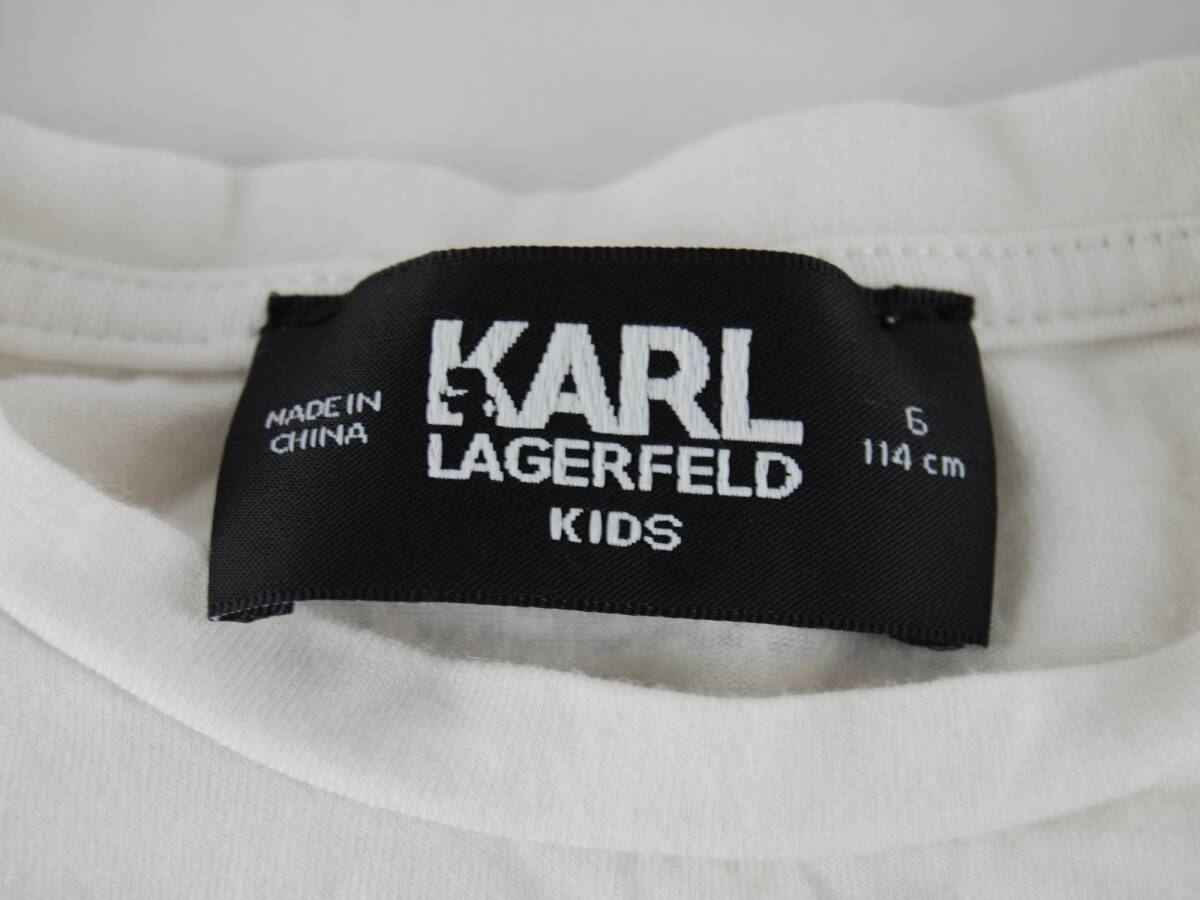 MADE IN
CHINA
KARL
LAGERFELD
KIDS
6
114 cm